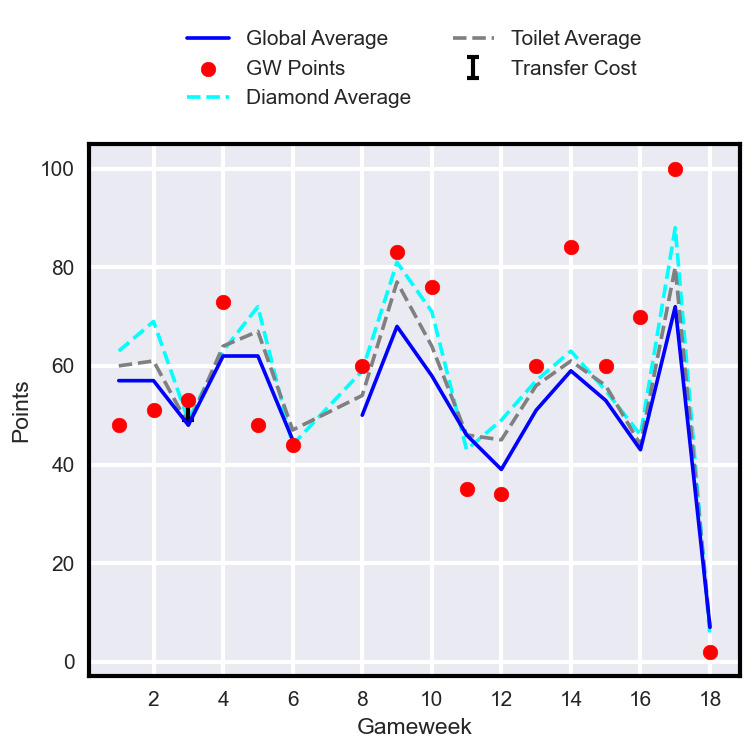 Global Average
GW Points
Diamond Average
Toilet Average
Transfer Cost
100
80
60
40
20
0
Points
2 4 6 8 10 12 14 16 18
Gameweek